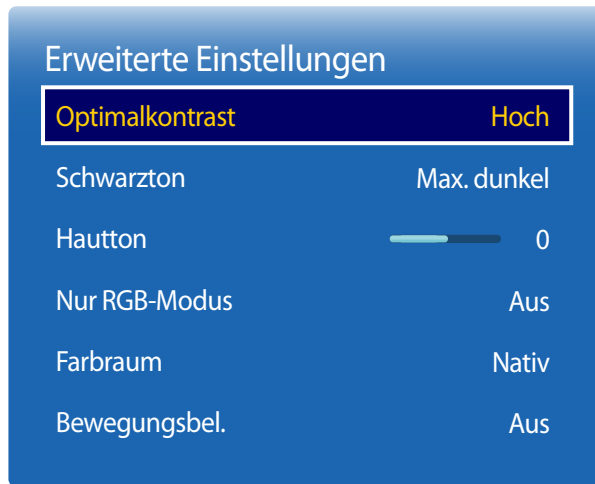 Erweiterte Einstellungen
Optimalkontrast Hoch
Schwarzton Max. dunkel
Hautton 0
Nur RGB-Modus Aus
Farbraum Nativ
Bewegungsbel. Aus